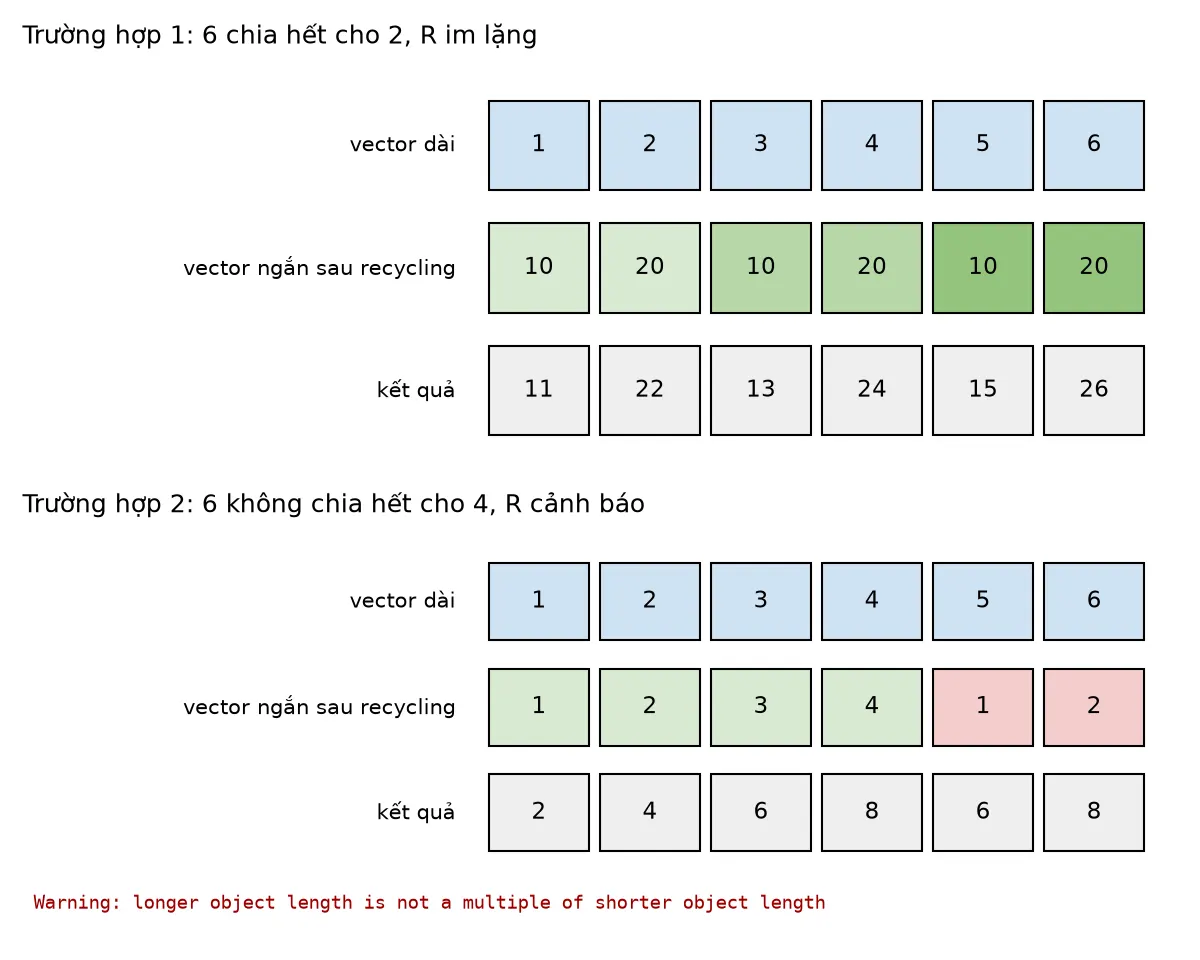 Trường hợp 1: 6 chia hết cho 2, R im lặng
vector dài 1 2 3 4 5 6
vector ngắn sau recycling 10 20 10 20 10 20
kết quả 11 22 13 24 15 26
Trường hợp 2: 6 không chia hết cho 4, R cảnh báo
vector dài 1 2 3 4 5 6
vector ngắn sau recycling 1 2 3 4 1 2
kết quả 2 4 6 8 6 8
Warning: longer object length is not a multiple of shorter object length